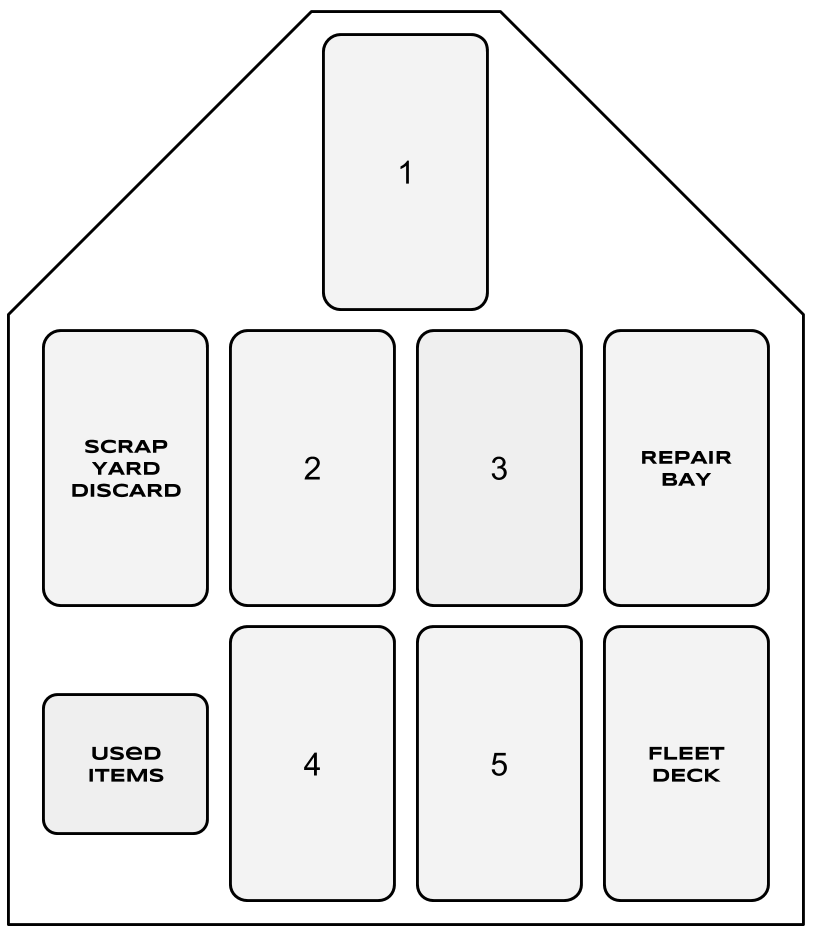 1
SCRAP
YARD
DISCARD
2
3
REPAIR
BAY
USeD
ITEMS
4
5
FLEET
DECK